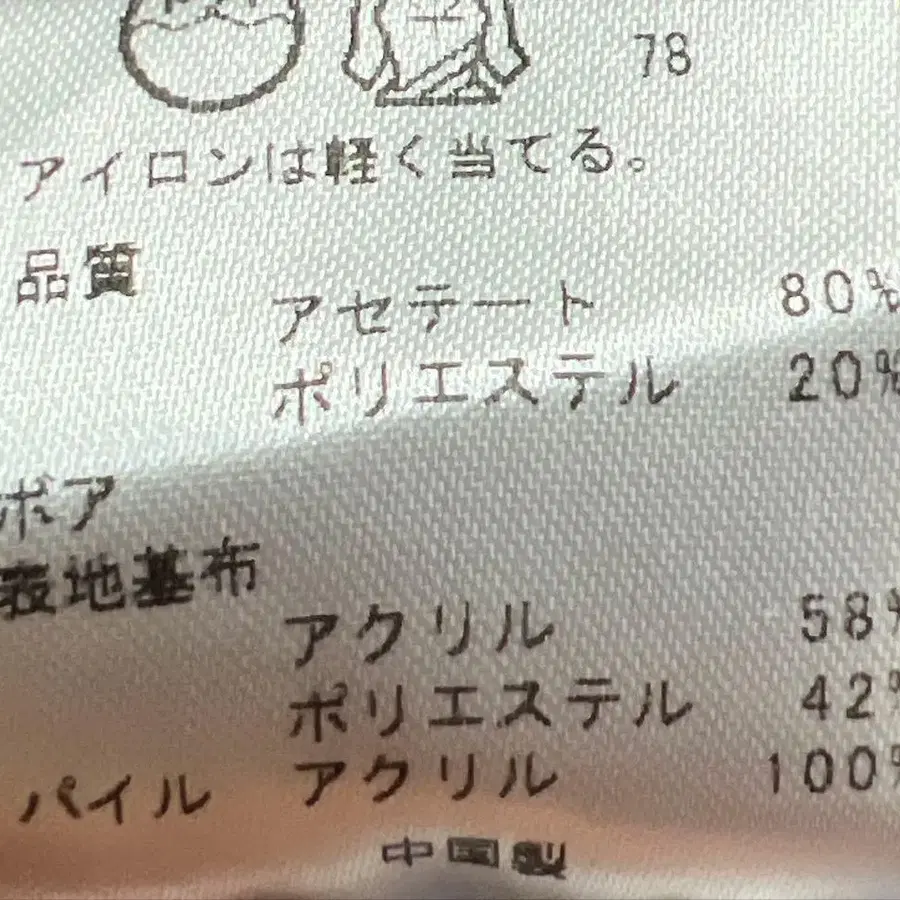 78
アイロンは軽く当てる。
品質
アセテート 80%
ポリエステル 20%
ボア
表地基布
アクリル 58%
ポリエステル 42%
パイル アクリル 100%
中国製